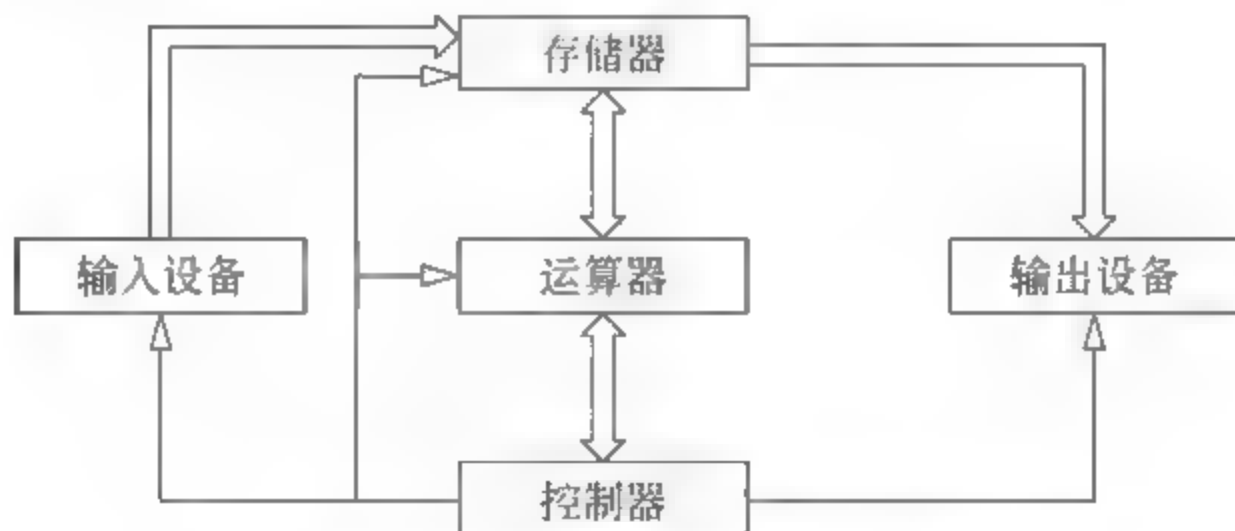 存储器
输入设备
运算器
输出设备
控制器